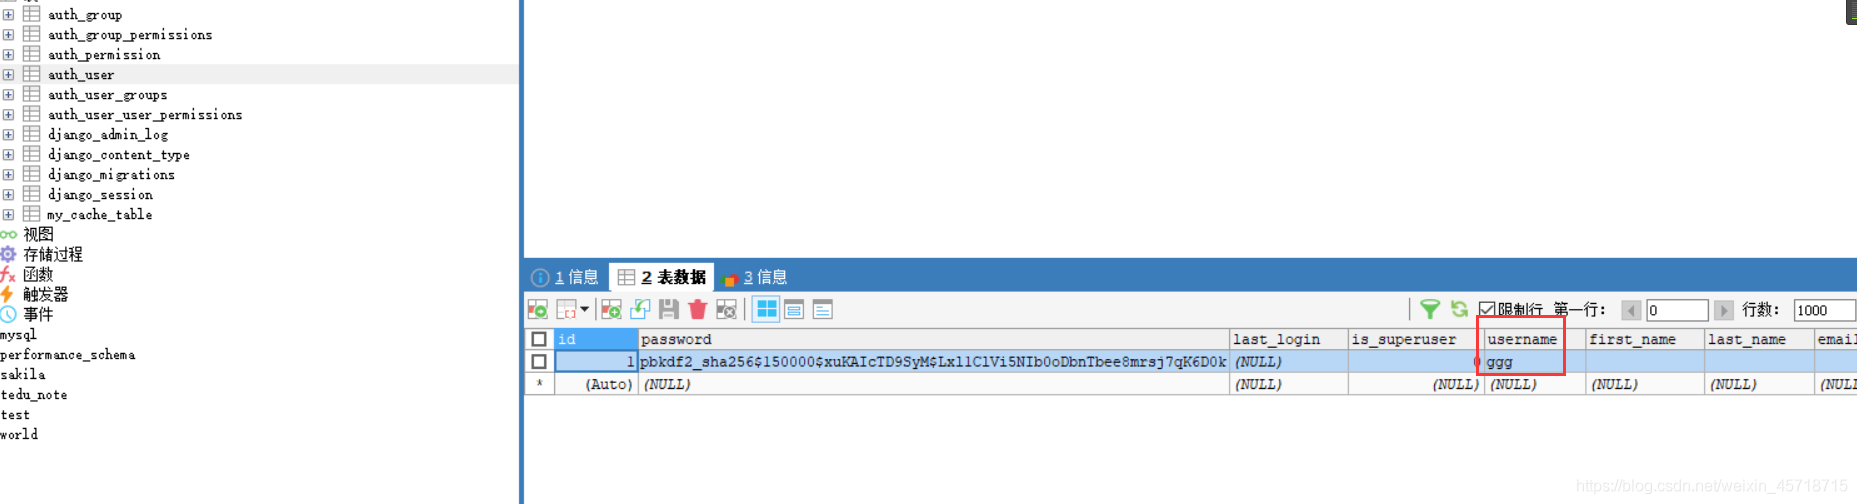 auth_group
auth_group_permissions
auth_permission
auth_user
auth_user_groups
auth_user_user_permissions
django_admin_log
django_content_type
django_migrations
django_session
my_cache_table
视图
存储过程
函数
触发器
事件
mysql
performance_schema
sakila
tedu_note
test
world
1 信息 2 表数据 3 信息
限制行 第一行: 0 行数: 1000
id password last_login is_superuser username first_name last_name email
1 pbkdf2_sha256$150000$xuKAIcTD9SyM$Lx11ClVi5NIb0oDbnTbee8mrsj7qK6D0k (NULL) 0 ggg
* (Auto) (NULL) (NULL) (NULL) (NULL) (NULL) (NULL) (NULL
https://blog.csdn.net/weixin_45718715